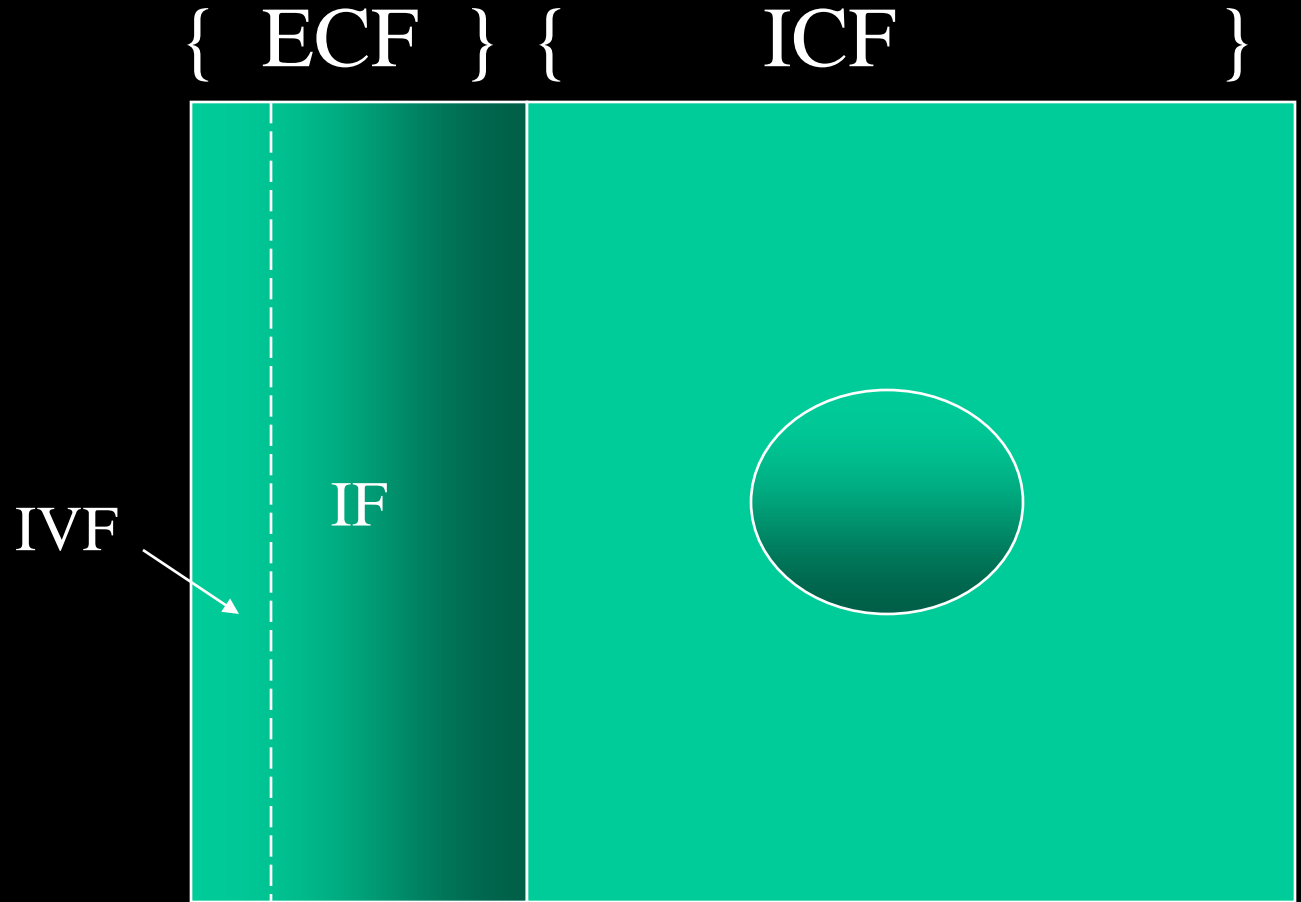 { ECF } { ICF }
IF
IVF